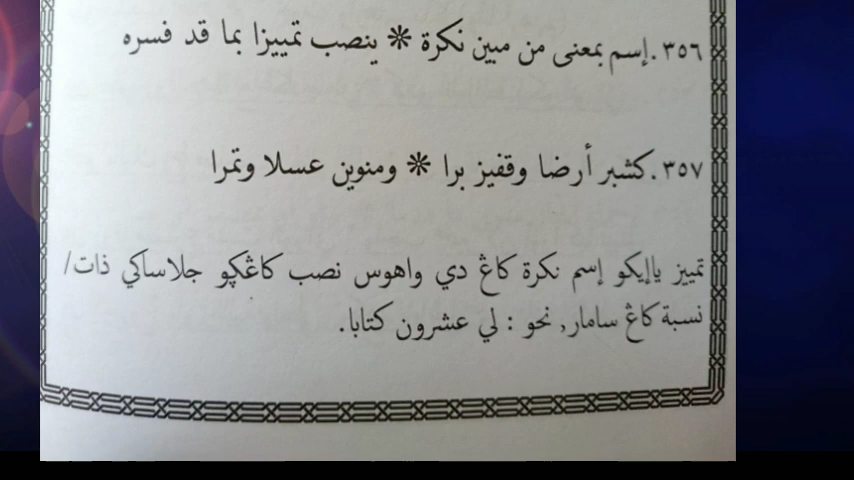 ٣٥٦. إسم بمعنى من مبين نكرة ❋ ينصب تمييزا بما قد فسره
٣٥٧. كشبر أرضا وقفيز برا ❋ ومنوين عسلا وتمرا
تمييز ياإيكو إسم نكرة كاڠ دي واهوس نصب كاڠڮو جلاساكي ذات/
نسبة كاڠ سامار, نحو : لي عشرون كتابا.